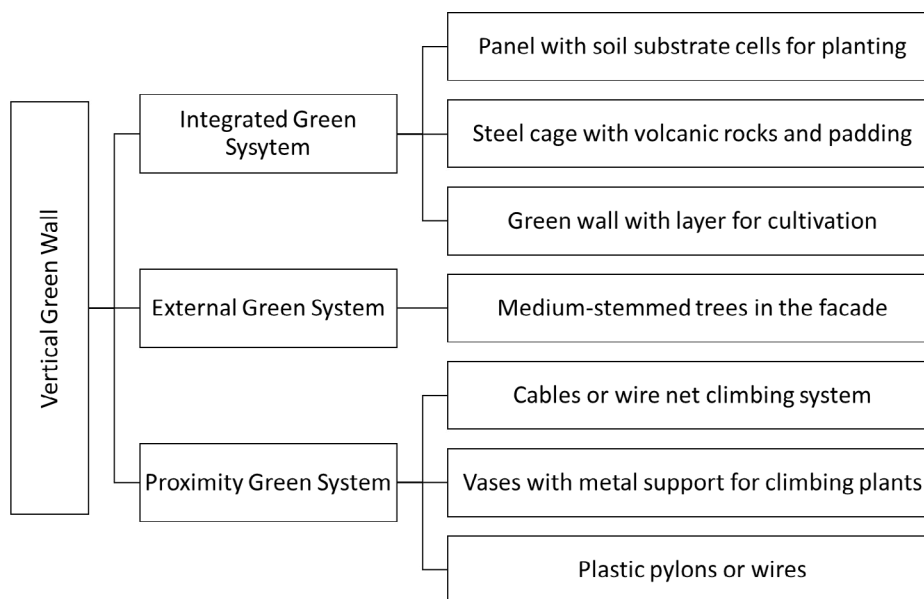 Vertical Green Wall
Integrated Green
Sysytem
Panel with soil substrate cells for planting
Steel cage with volcanic rocks and padding
Green wall with layer for cultivation
External Green System
Medium-stemmed trees in the facade
Proximity Green System
Cables or wire net climbing system
Vases with metal support for climbing plants
Plastic pylons or wires